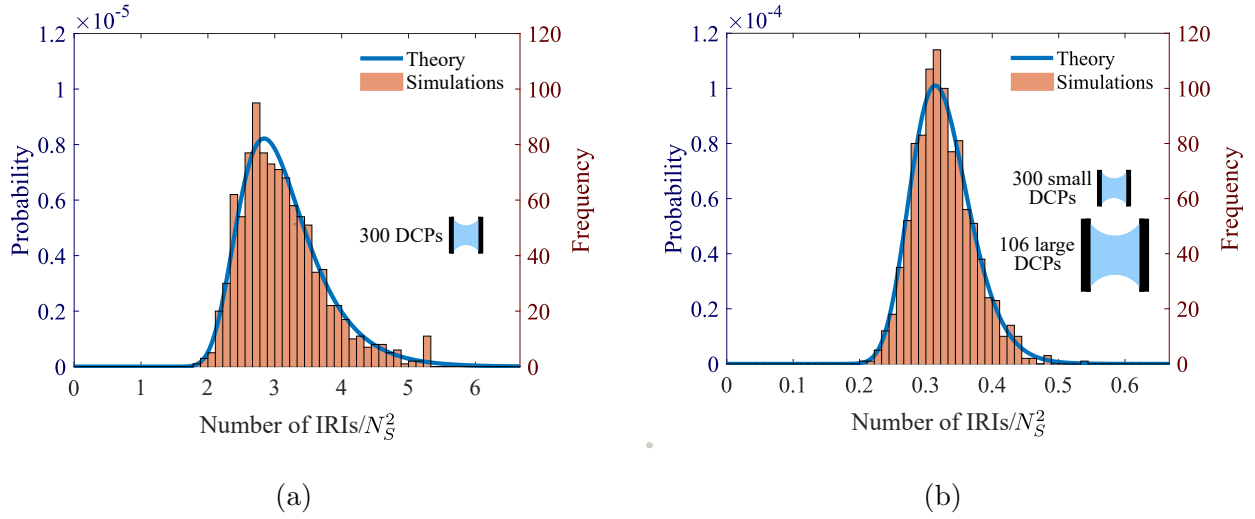 ×10⁻⁵
1.2
1
0.8
0.6
0.4
0.2
0
Probability
120
100
80
60
40
20
0
Frequency
Theory
Simulations
300 DCPs
0 1 2 3 4 5 6
Number of IRIs/N_S^2
(a)
×10⁻⁴
1.2
1
0.8
0.6
0.4
0.2
0
Probability
120
100
80
60
40
20
0
Frequency
Theory
Simulations
300 small
DCPs
106 large
DCPs
0 0.1 0.2 0.3 0.4 0.5 0.6
Number of IRIs/N_S^2
(b)